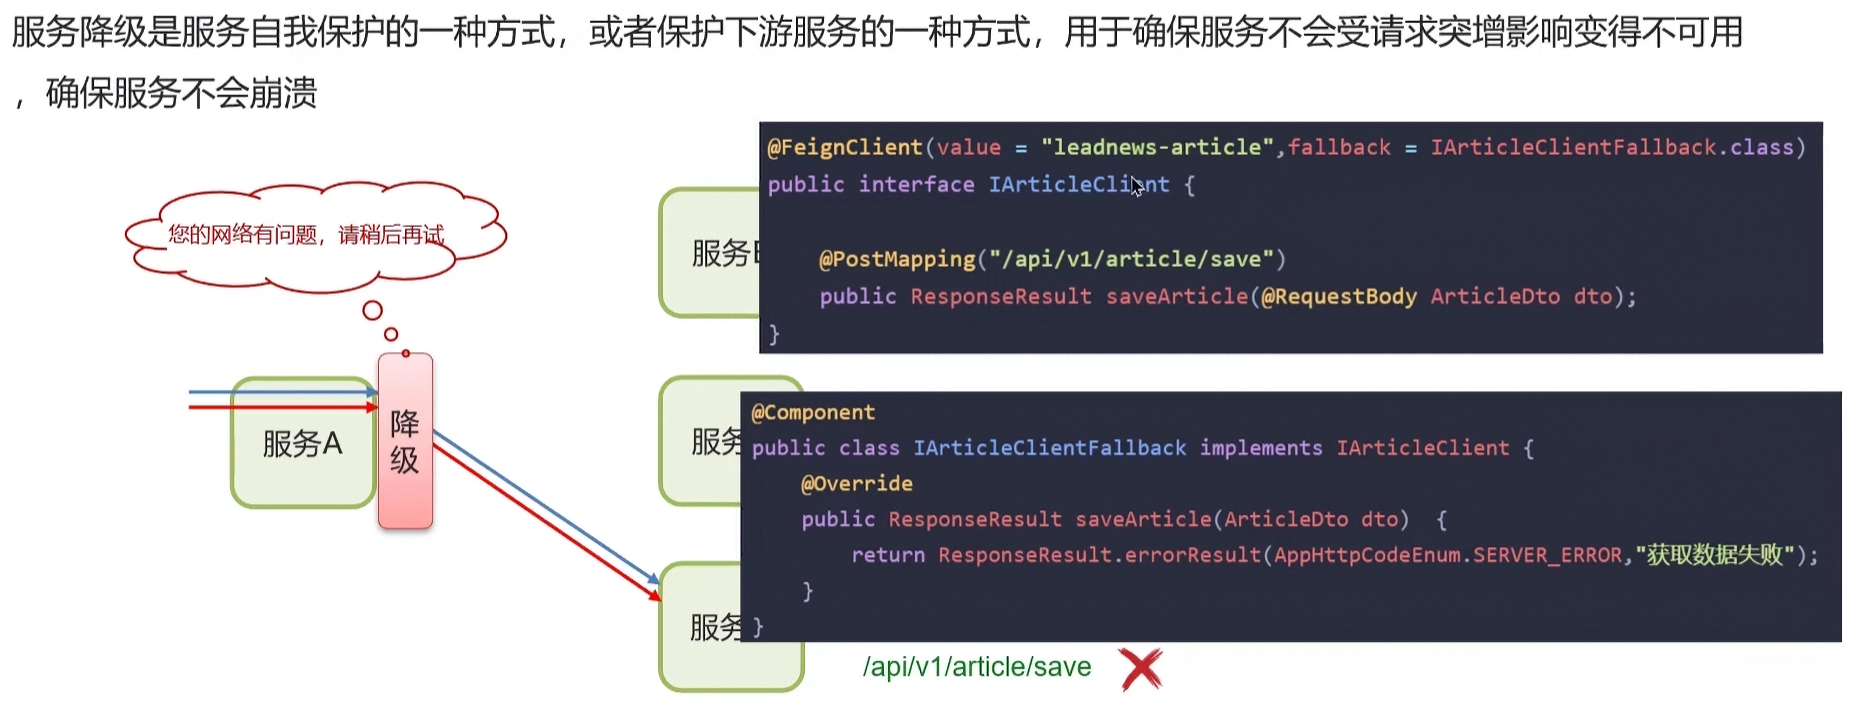 服务降级是服务自我保护的一种方式，或者保护下游服务的一种方式，用于确保服务不会受请求突增影响变得不可用
，确保服务不会崩溃
您的网络有问题，请稍后再试
服务A
降
级
服务
@FeignClient(value = "leadnews-article",fallback = IArticleClientFallback.class)
public interface IArticleClient {
@PostMapping("/api/v1/article/save")
public ResponseResult saveArticle(@RequestBody ArticleDto dto);
}
服务
@Component
public class IArticleClientFallback implements IArticleClient {
@Override
public ResponseResult saveArticle(ArticleDto dto)  {
return ResponseResult.errorResult(AppHttpCodeEnum.SERVER_ERROR,"获取数据失败");
}
}
服务
/api/v1/article/save